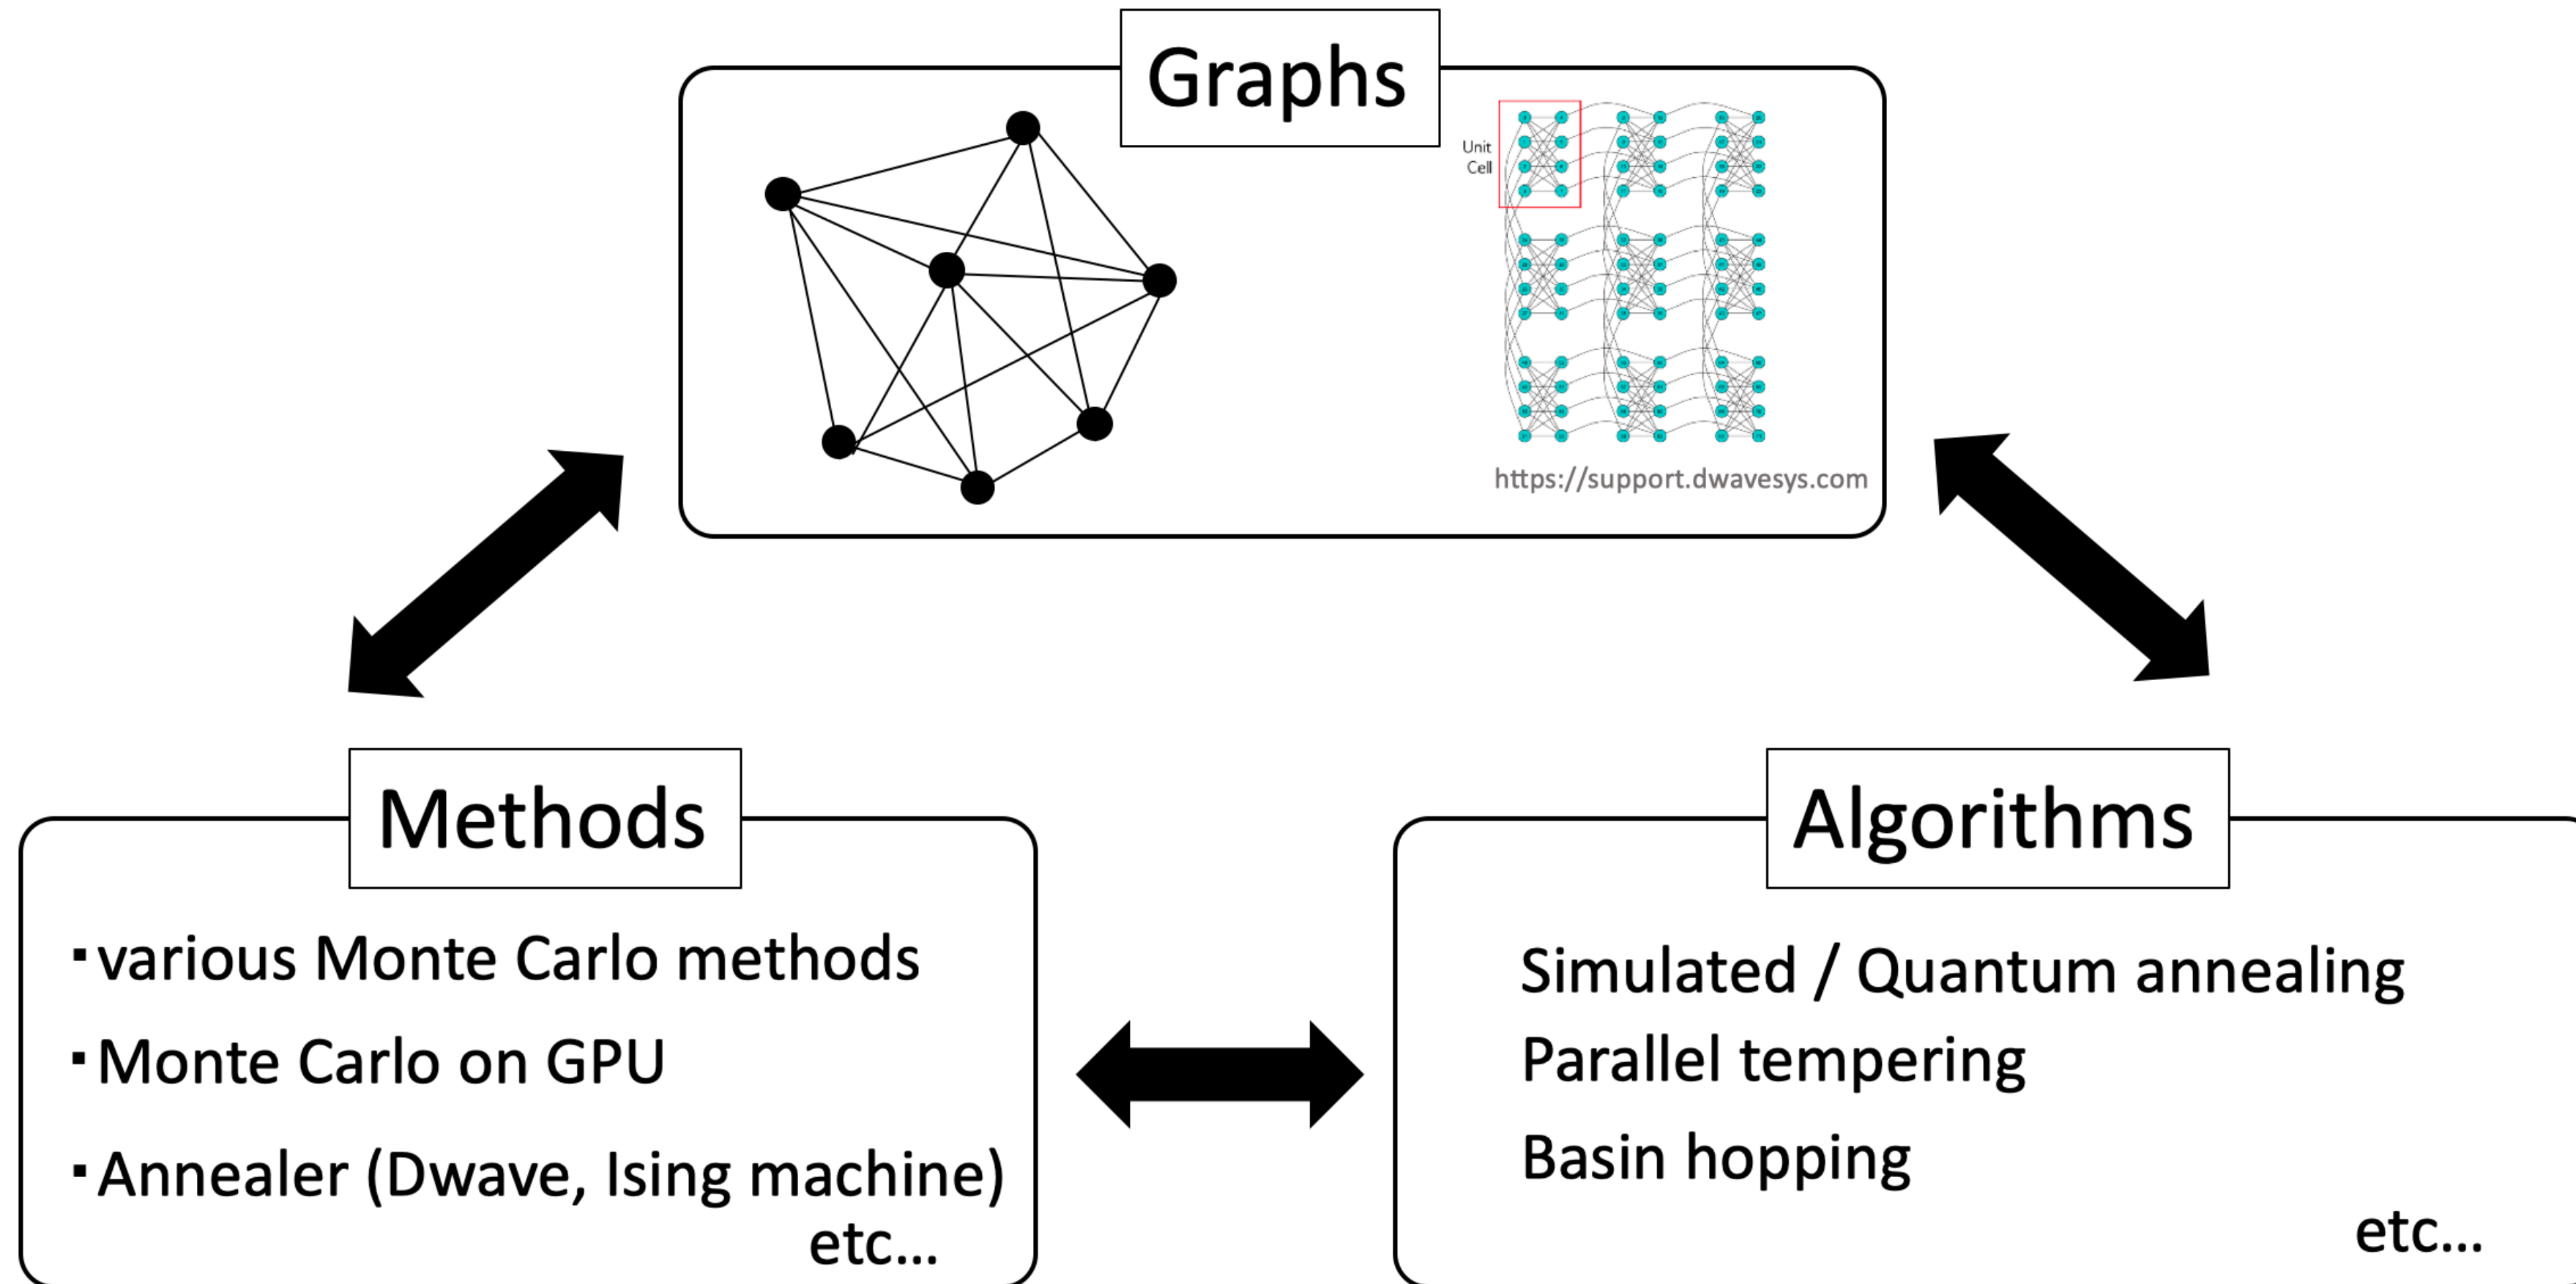 Graphs
Unit
Cell
https://support.dwavesys.com
Methods
・various Monte Carlo methods
・Monte Carlo on GPU
・Annealer (Dwave, Ising machine)
etc...
Algorithms
Simulated / Quantum annealing
Parallel tempering
Basin hopping
etc...